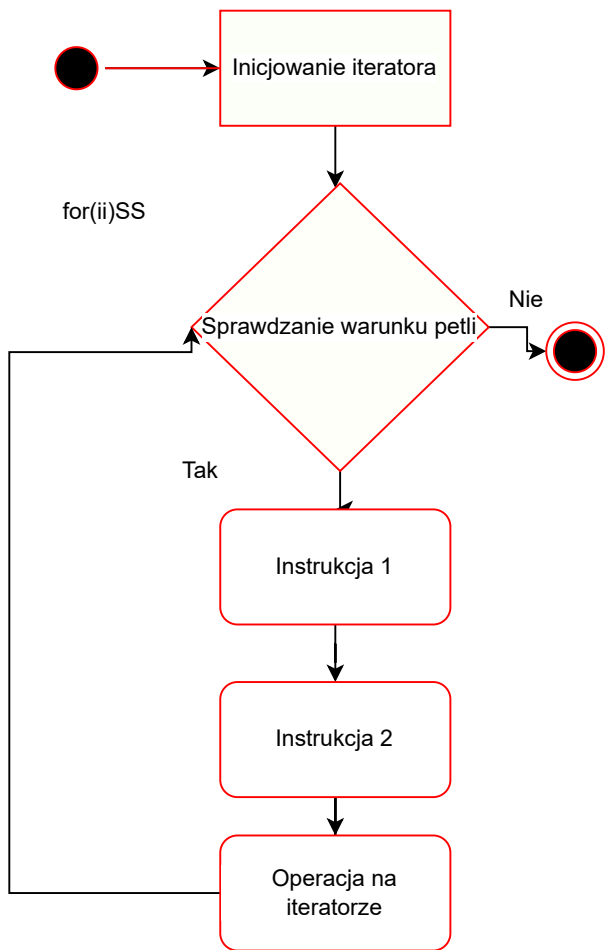 Inicjowanie iteratora
for(ii)SS
Sprawdzanie warunku petli
Nie
Tak
Instrukcja 1
Instrukcja 2
Operacja na
iteratorze